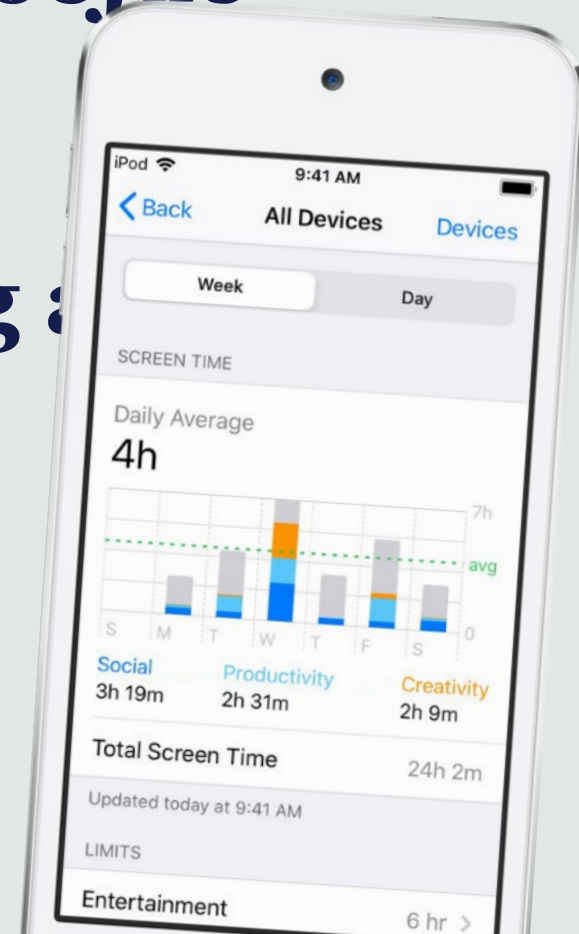 g a
iPod 9:41 AM
Back All Devices Devices
Week Day
SCREEN TIME
Daily Average
4h
7h
avg
0
S M T W T F S
Social Productivity Creativity
3h 19m 2h 31m 2h 9m
Total Screen Time 24h 2m
Updated today at 9:41 AM
LIMITS
Entertainment 6 hr